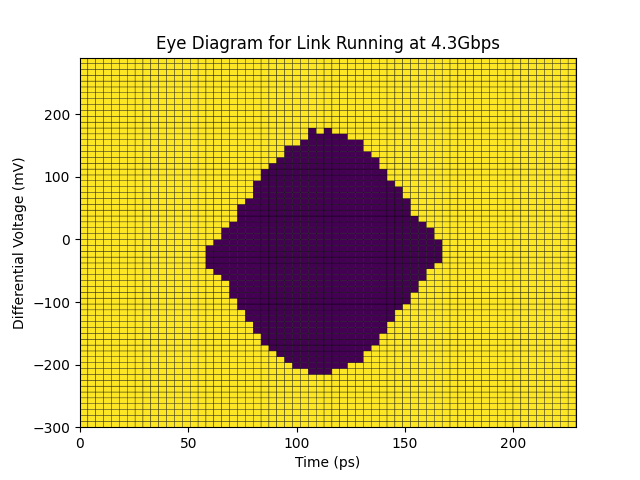 Eye Diagram for Link Running at 4.3Gbps
Differential Voltage (mV)
200
100
0
−100
−200
−300
0 50 100 150 200
Time (ps)